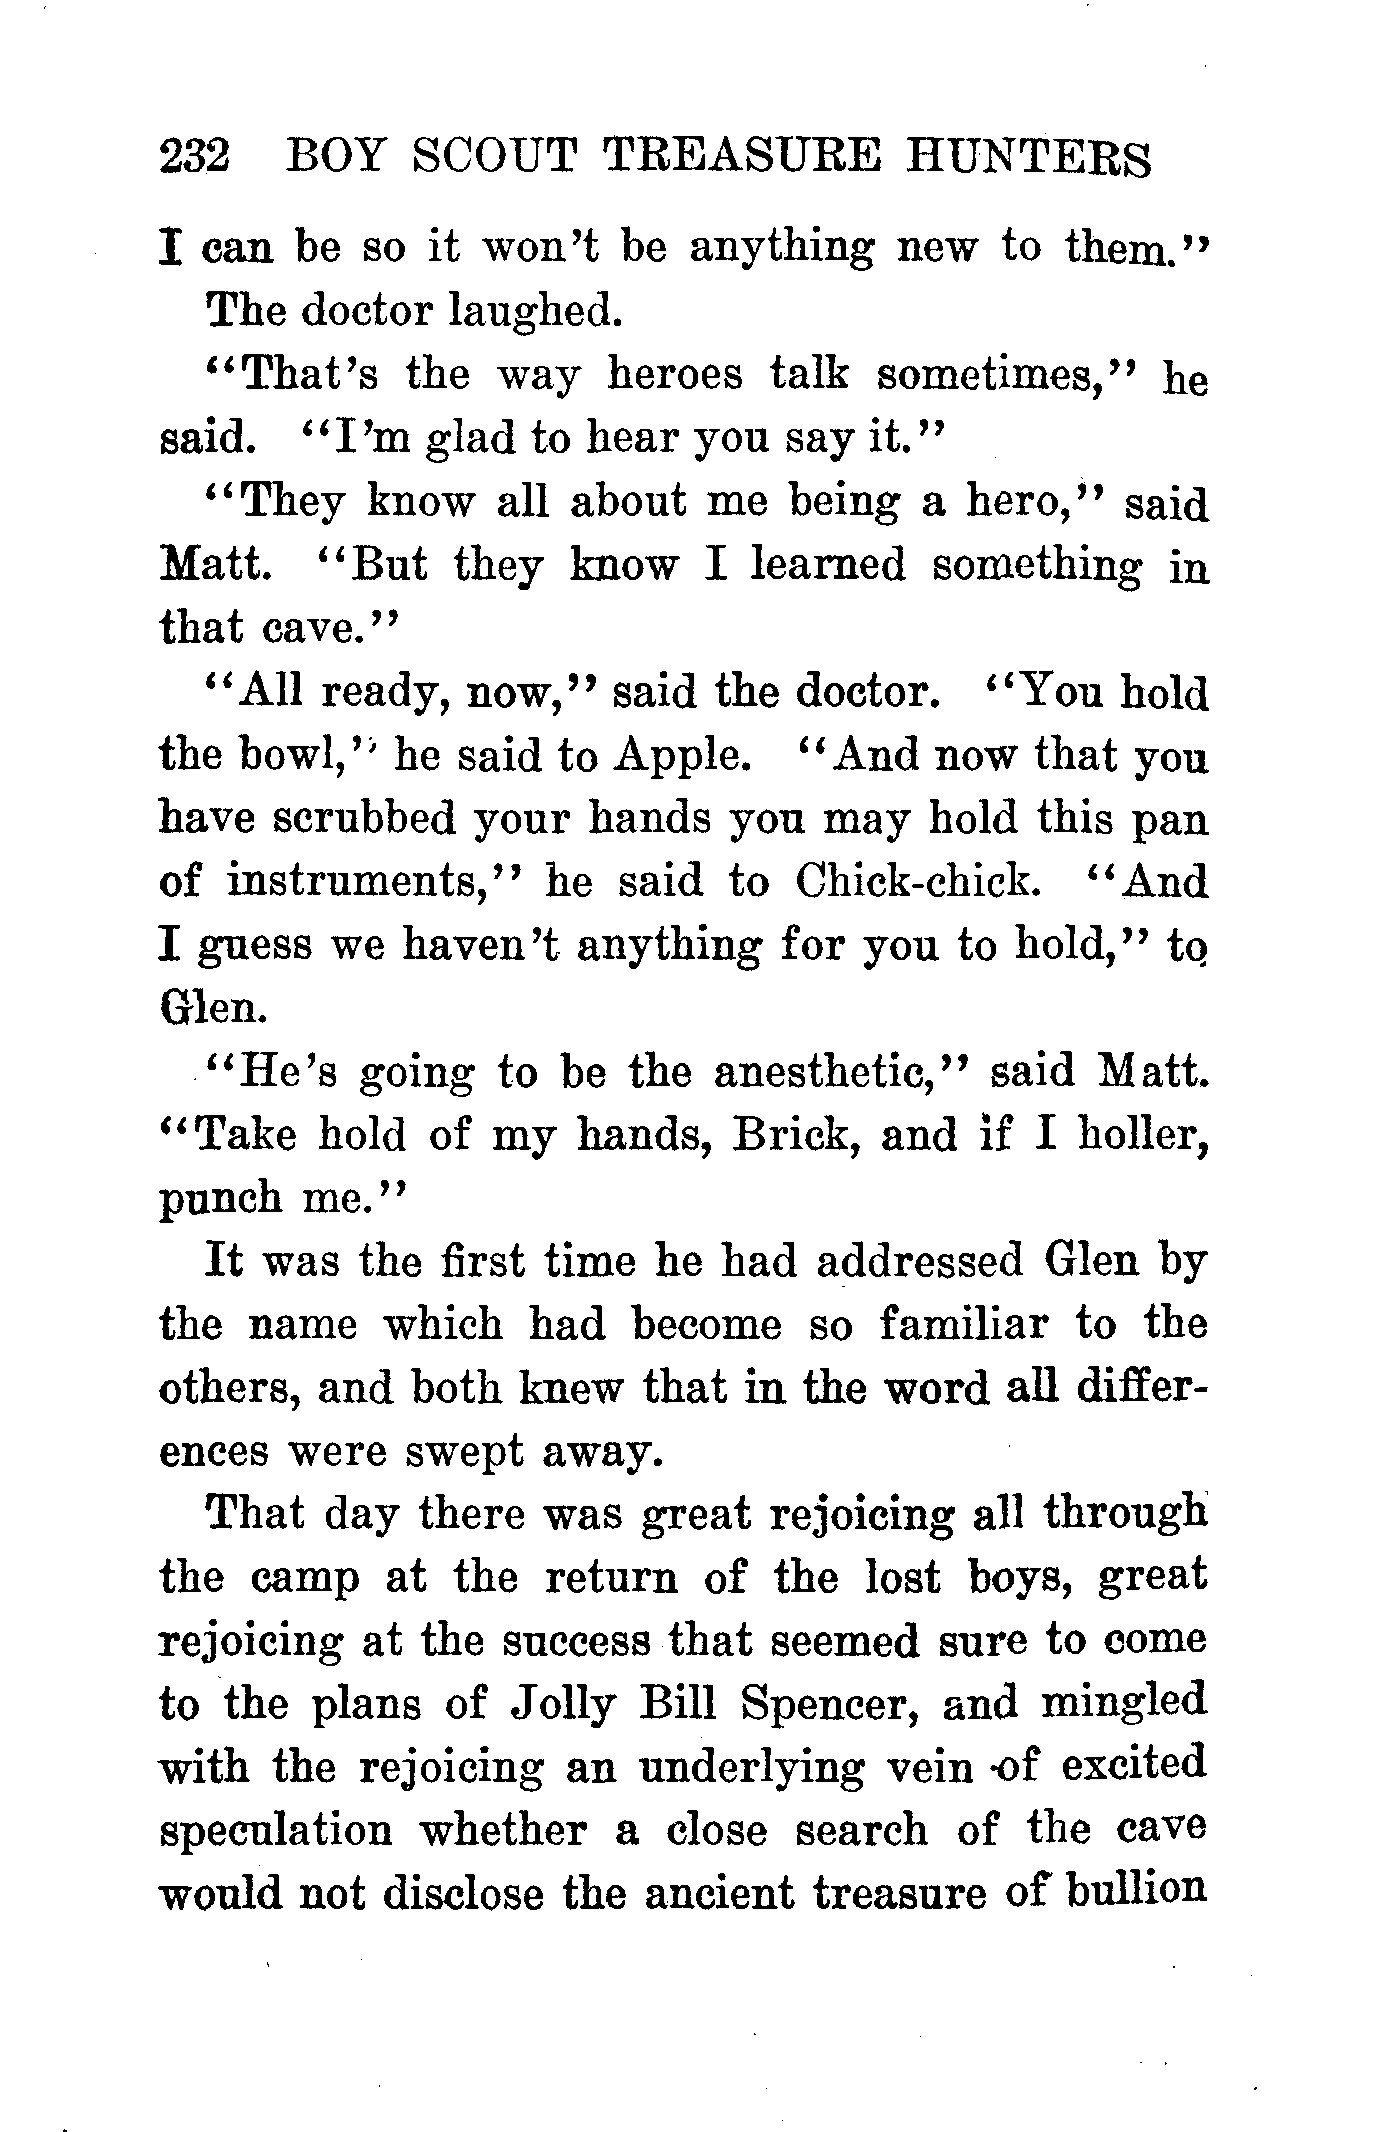 232 BOY SCOUT TREASURE HUNTERS
I can be so it won't be anything new to them."
The doctor laughed.
"That's the way heroes talk sometimes," he
said. "I'm glad to hear you say it."
"They know all about me being a hero," said
Matt. "But they know I learned something in
that cave."
"All ready, now," said the doctor. "You hold
the bowl," he said to Apple. "And now that you
have scrubbed your hands you may hold this pan
of instruments," he said to Chick-chick. "And
I guess we haven't anything for you to hold," to
Glen.
"He's going to be the anesthetic," said Matt.
"Take hold of my hands, Brick, and if I holler,
punch me."
It was the first time he had addressed Glen by
the name which had become so familiar to the
others, and both knew that in the word all differ-
ences were swept away.
That day there was great rejoicing all through
the camp at the return of the lost boys, great
rejoicing at the success that seemed sure to come
to the plans of Jolly Bill Spencer, and mingled
with the rejoicing an underlying vein of excited
speculation whether a close search of the cave
would not disclose the ancient treasure of bullion